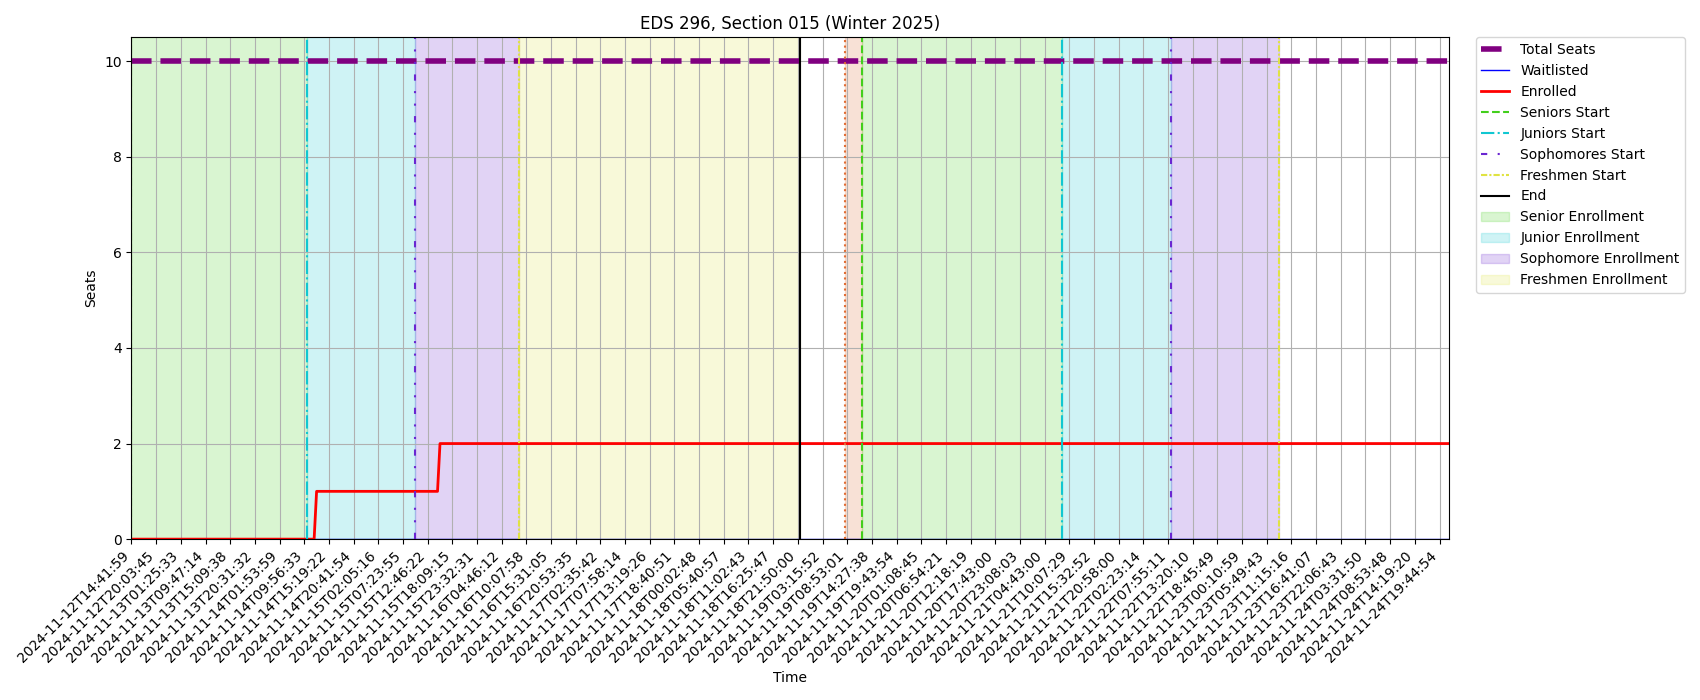 EDS 296, Section 015 (Winter 2025)
Seats
10
8
6
4
2
0
2024-11-12T14:41:59
2024-11-12T20:03:45
2024-11-13T01:25:33
2024-11-13T09:47:14
2024-11-13T15:09:38
2024-11-13T20:31:32
2024-11-14T01:53:59
2024-11-14T09:56:33
2024-11-14T15:19:22
2024-11-14T20:41:54
2024-11-15T02:05:16
2024-11-15T07:23:55
2024-11-15T12:46:22
2024-11-15T18:09:15
2024-11-15T23:32:31
2024-11-16T04:46:12
2024-11-16T10:07:58
2024-11-16T15:31:05
2024-11-16T20:53:35
2024-11-17T02:35:42
2024-11-17T07:58:14
2024-11-17T13:19:26
2024-11-17T18:40:51
2024-11-18T00:02:48
2024-11-18T05:40:57
2024-11-18T11:02:43
2024-11-18T16:25:47
2024-11-18T21:50:00
2024-11-19T03:15:52
2024-11-19T08:53:01
2024-11-19T14:27:38
2024-11-19T19:43:54
2024-11-20T01:08:45
2024-11-20T06:54:21
2024-11-20T12:18:19
2024-11-20T17:43:00
2024-11-20T23:08:03
2024-11-21T04:43:00
2024-11-21T10:07:29
2024-11-21T15:32:52
2024-11-21T20:58:00
2024-11-22T02:23:14
2024-11-22T07:55:11
2024-11-22T13:20:10
2024-11-22T18:45:49
2024-11-23T00:10:59
2024-11-23T05:49:43
2024-11-23T11:15:16
2024-11-23T16:41:07
2024-11-23T22:06:43
2024-11-24T03:31:50
2024-11-24T08:53:48
2024-11-24T14:19:20
2024-11-24T19:44:54
Time
Total Seats
Waitlisted
Enrolled
Seniors Start
Juniors Start
Sophomores Start
Freshmen Start
End
Senior Enrollment
Junior Enrollment
Sophomore Enrollment
Freshmen Enrollment